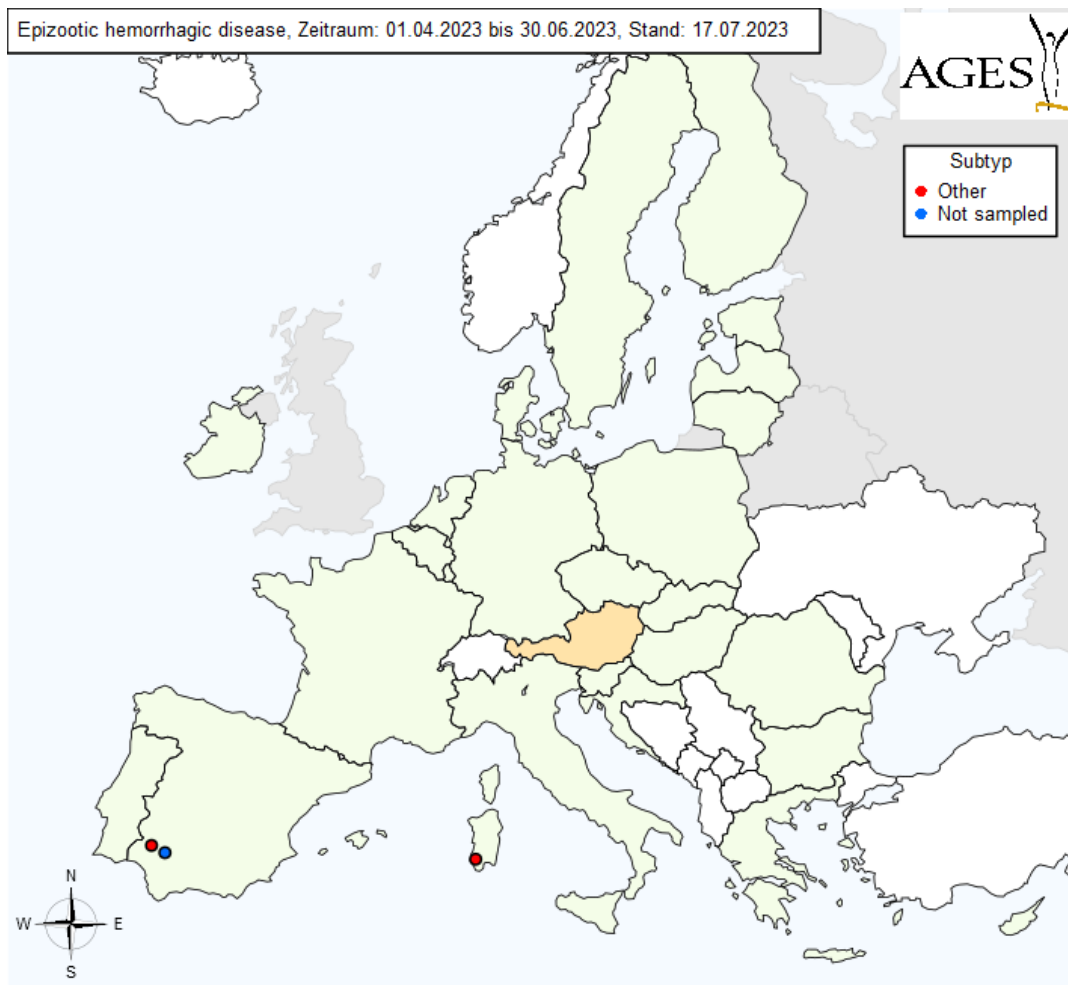 Epizootic hemorrhagic disease, Zeitraum: 01.04.2023 bis 30.06.2023, Stand: 17.07.2023
AGES
Subtyp
Other
Not sampled
N
W E
S